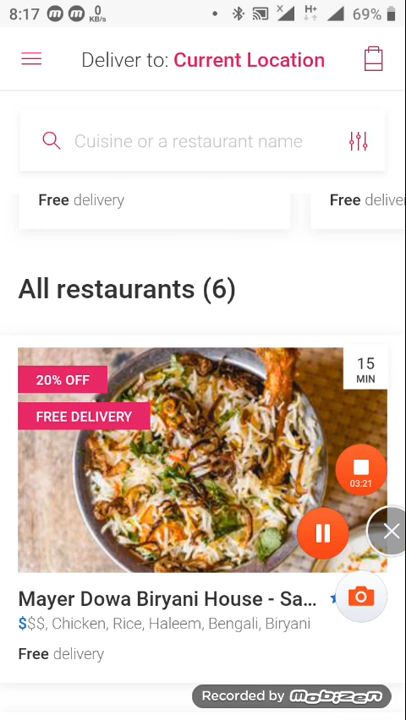 8:17 0 KB/s H+ 69%
Deliver to: Current Location
Cuisine or a restaurant name
Free delivery
Free delive
All restaurants (6)
20% OFF
15 MIN
FREE DELIVERY
03:21
Mayer Dowa Biryani House - Sa...
$$$, Chicken, Rice, Haleem, Bengali, Biryani
Free delivery
Recorded by mobizen